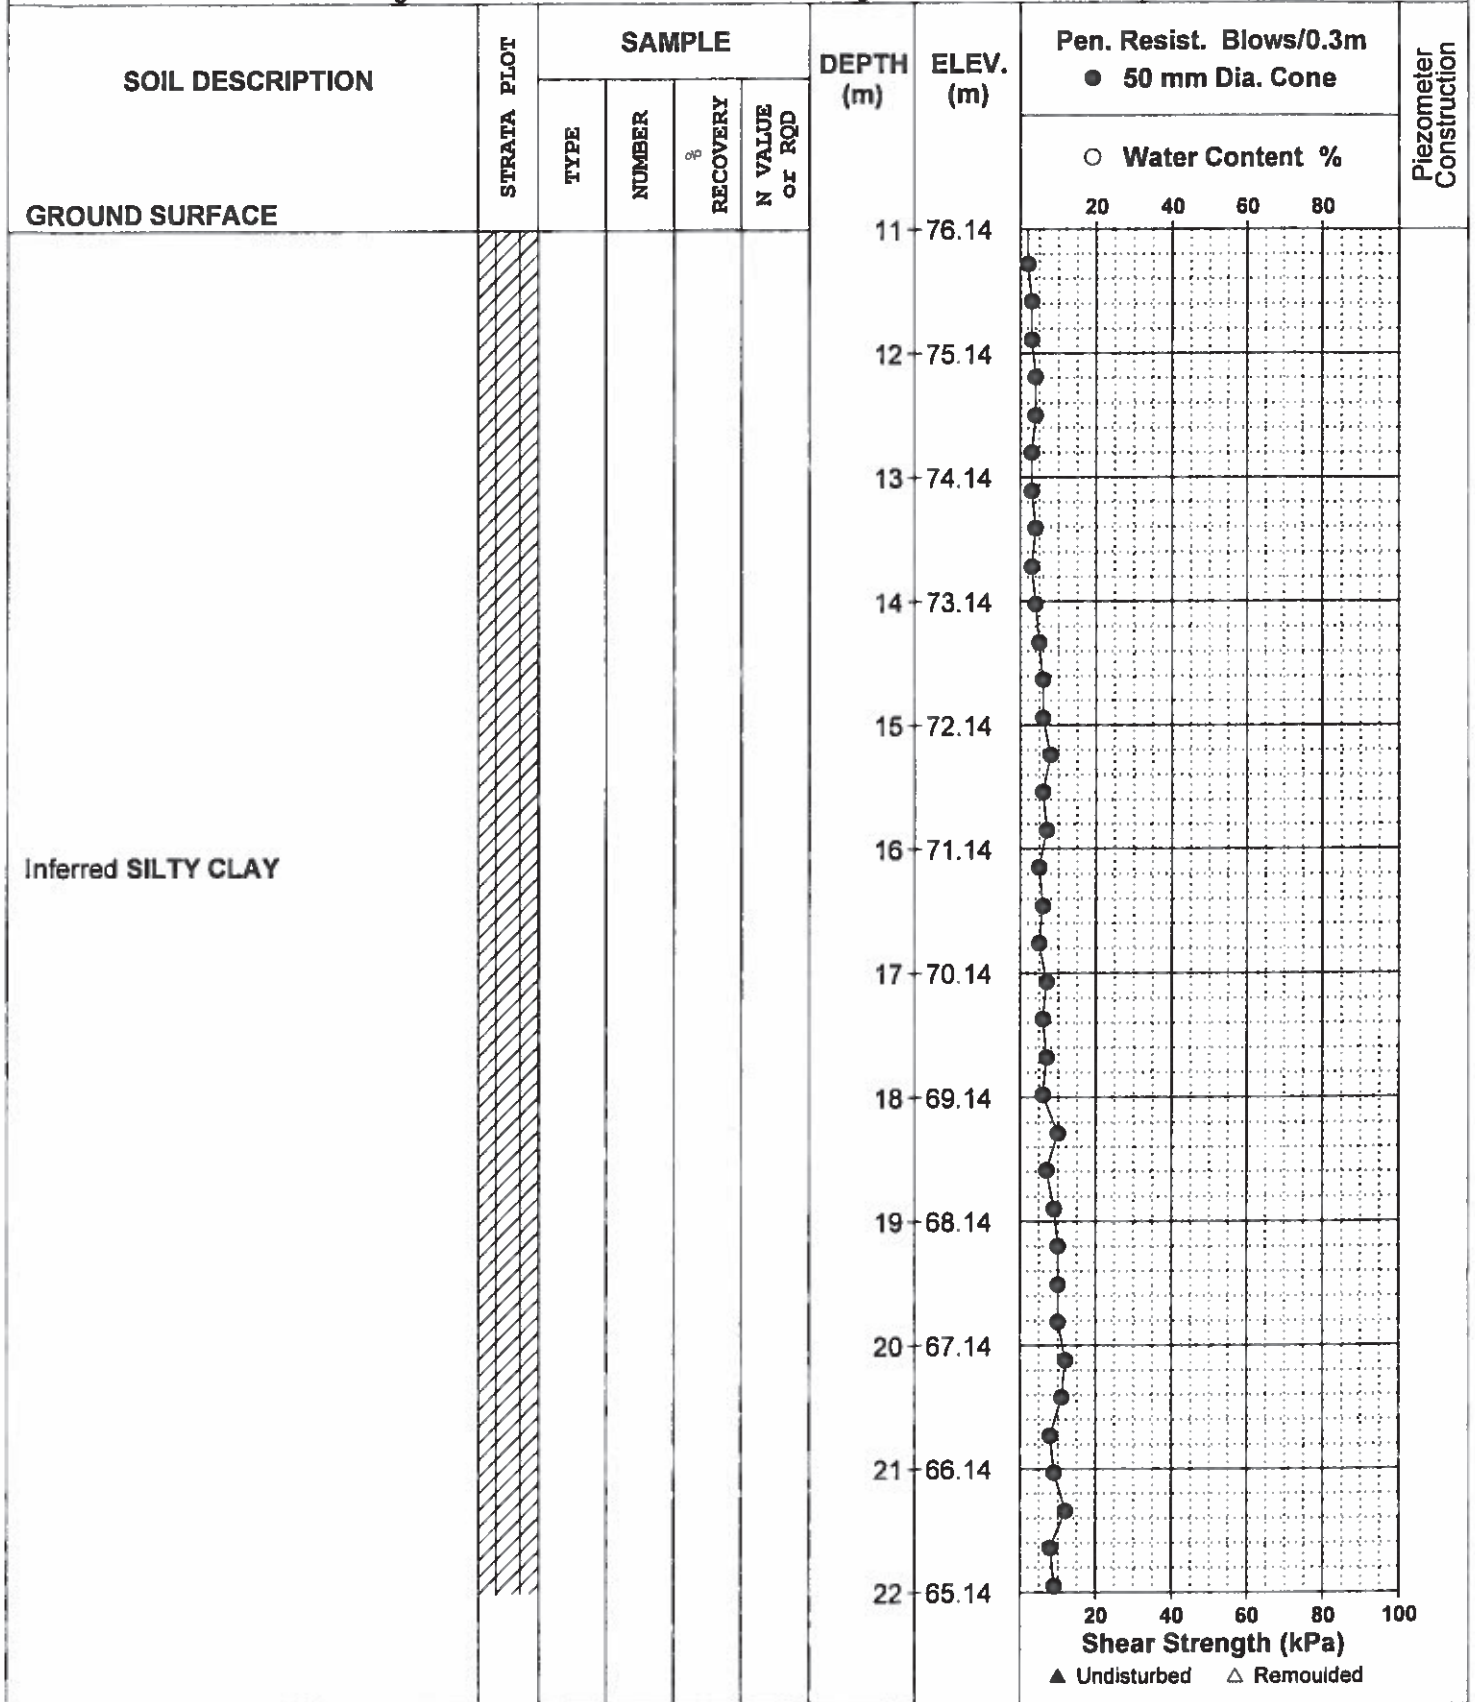 SOIL DESCRIPTION
GROUND SURFACE
STRATA PLOT
SAMPLE
TYPE
NUMBER
% RECOVERY
N VALUE or RQD
DEPTH (m)
ELEV. (m)
Pen. Resist. Blows/0.3m
● 50 mm Dia. Cone
○ Water Content %
20 40 60 80
Piezometer Construction
11 76.14
12 75.14
13 74.14
14 73.14
15 72.14
16 71.14
Inferred SILTY CLAY
17 70.14
18 69.14
19 68.14
20 67.14
21 66.14
22 65.14
20 40 60 80 100
Shear Strength (kPa)
▲ Undisturbed △ Remoulded